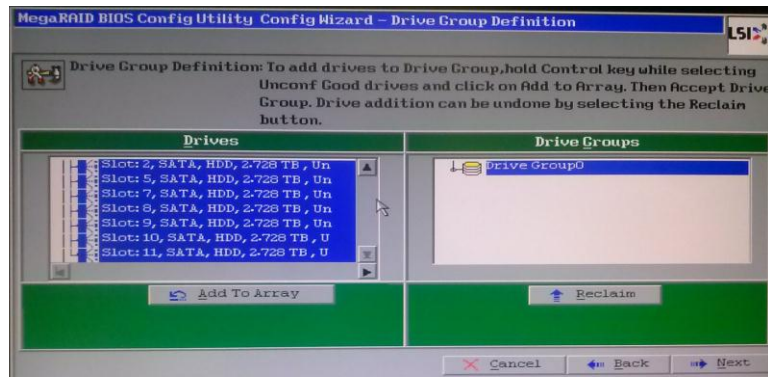 MegaRAID BIOS Config Utility Config Wizard – Drive Group Definition
LSI
Drive Group Definition: To add drives to Drive Group,hold Control key while selecting
Unconf Good drives and click on Add to Array. Then Accept Drive
Group. Drive addition can be undone by selecting the Reclaim
button.
Drives
Slot: 2, SATA, HDD, 2.728 TB , Un
Slot: 5, SATA, HDD, 2.728 TB , Un
Slot: 7, SATA, HDD, 2.728 TB , Un
Slot: 8, SATA, HDD, 2.728 TB , Un
Slot: 9, SATA, HDD, 2.728 TB , Un
Slot: 10, SATA, HDD, 2.728 TB , U
Slot: 11, SATA, HDD, 2.728 TB , U
Add To Array
Drive Groups
Drive Group0
Reclaim
Cancel
Back
Next